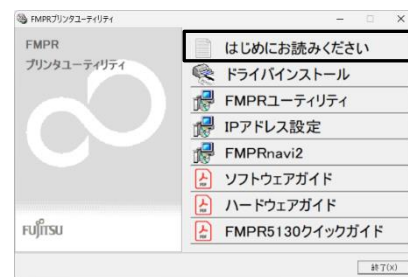 FMPRプリンタユーティリティ
FMPR
プリンタユーティリティ
FUJITSU
はじめにお読みください
ドライバインストール
FMPRユーティリティ
IPアドレス設定
FMPRnavi2
ソフトウェアガイド
ハードウェアガイド
FMPR5130クイックガイド
終了(X)